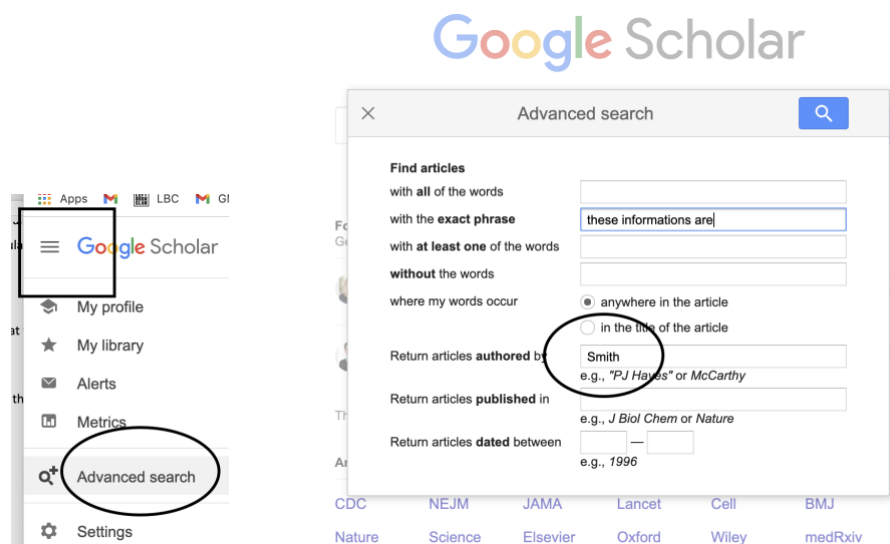 Google Scholar
Advanced search
Find articles
with all of the words
with the exact phrase
these informations are
with at least one of the words
without the words
where my words occur
anywhere in the article
in the title of the article
Return articles authored by
Smith
e.g., "PJ Hayes" or McCarthy
Return articles published in
e.g., J Biol Chem or Nature
Return articles dated between
—
e.g., 1996
CDC NEJM JAMA Lancet Cell BMJ
Nature Science Elsevier Oxford Wiley medRxiv
Apps LBC
Google Scholar
My profile
My library
Alerts
Metrics
Advanced search
Settings